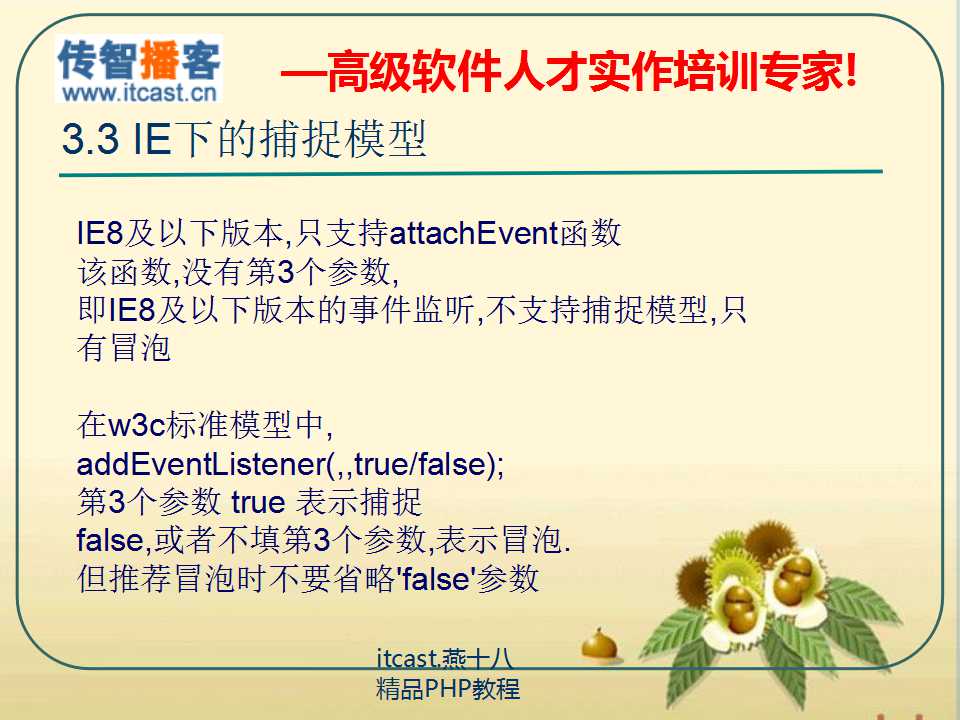 传智播客
www.itcast.cn
—高级软件人才实作培训专家!
3.3 IE下的捕捉模型
IE8及以下版本,只支持attachEvent函数
该函数,没有第3个参数,
即IE8及以下版本的事件监听,不支持捕捉模型,只
有冒泡
在w3c标准模型中,
addEventListener(,,true/false);
第3个参数 true 表示捕捉
false,或者不填第3个参数,表示冒泡.
但推荐冒泡时不要省略'false'参数
itcast.燕十八
精品PHP教程